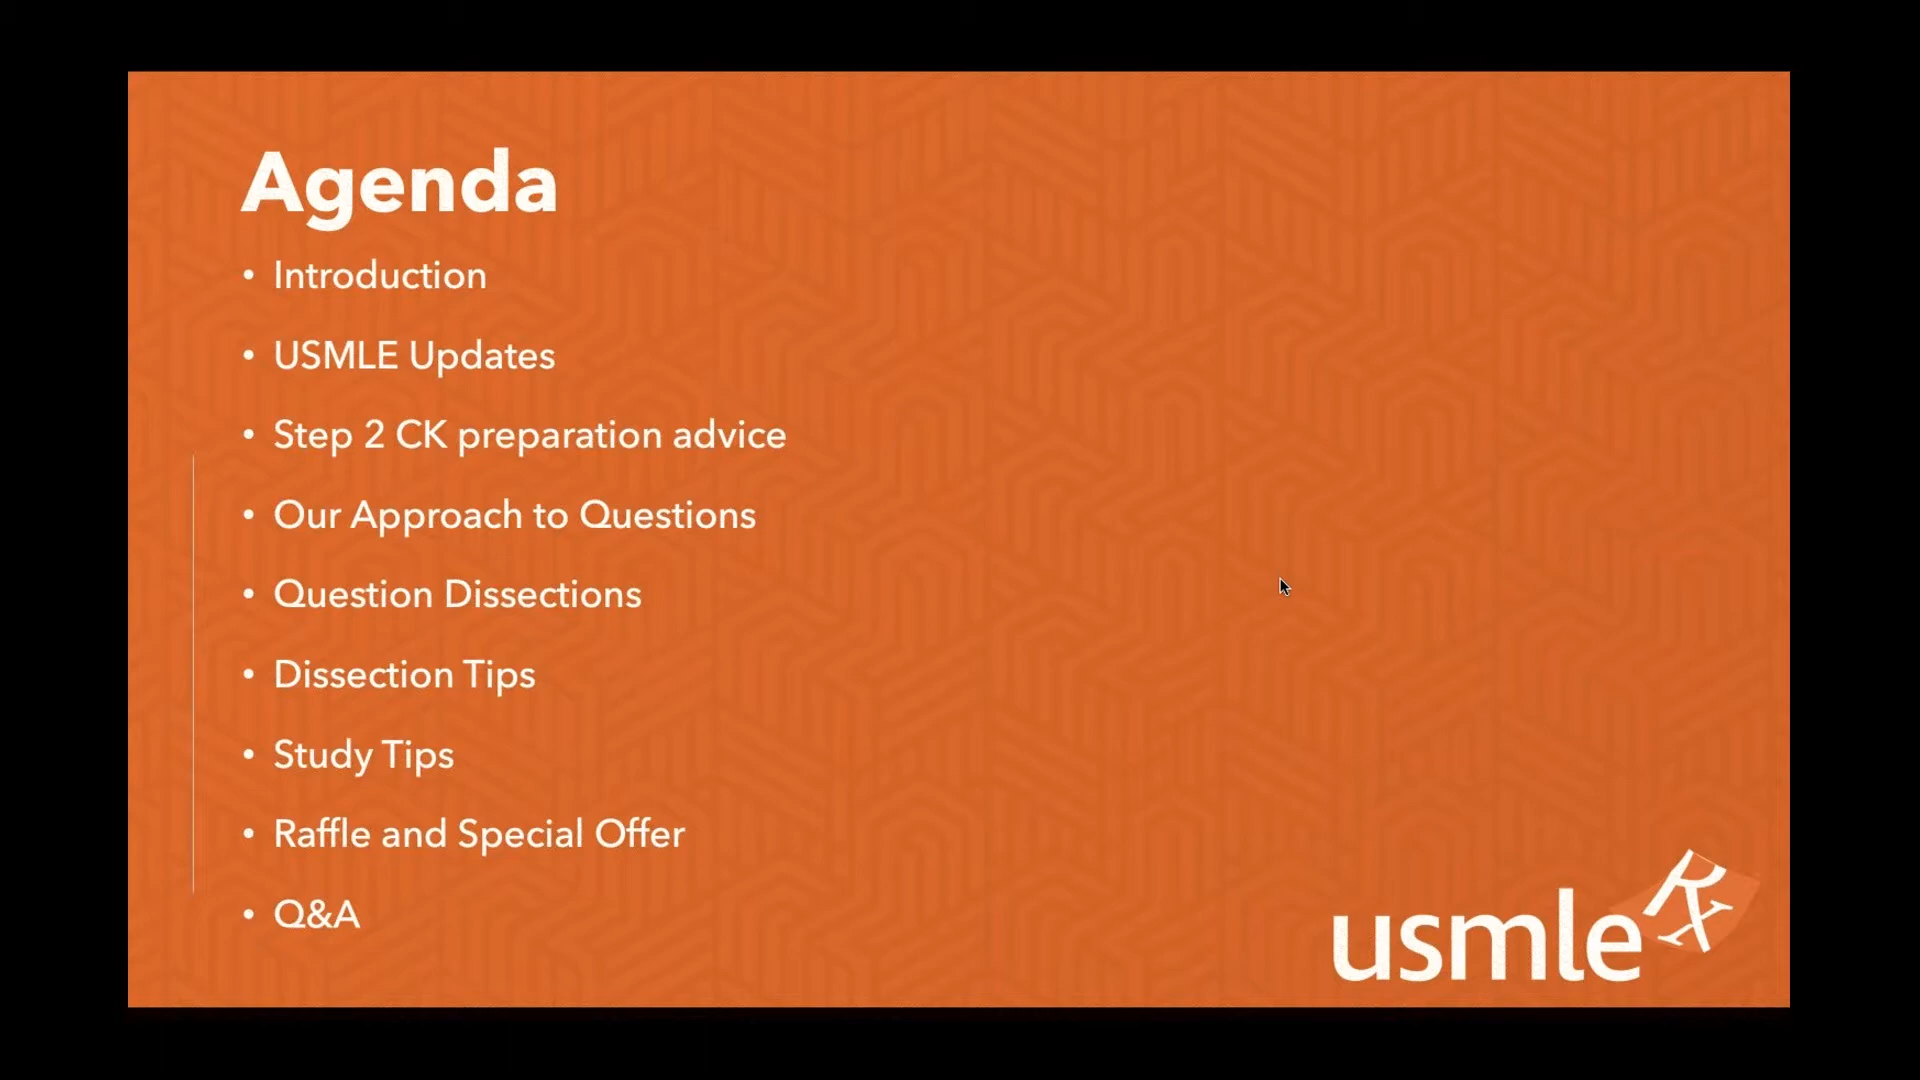 Agenda
• Introduction
• USMLE Updates
• Step 2 CK preparation advice
• Our Approach to Questions
• Question Dissections
• Dissection Tips
• Study Tips
• Raffle and Special Offer
• Q&A
usmle Rx